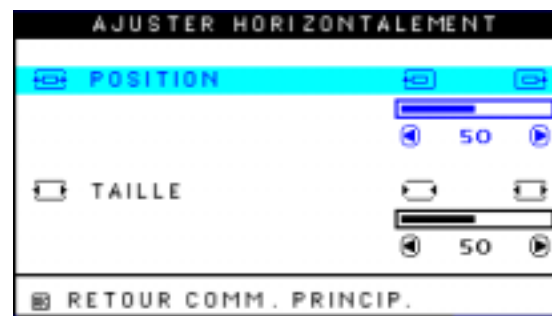 AJUSTER HORIZONTALEMENT
POSITION
50
TAILLE
50
RETOUR COMM. PRINCIP.